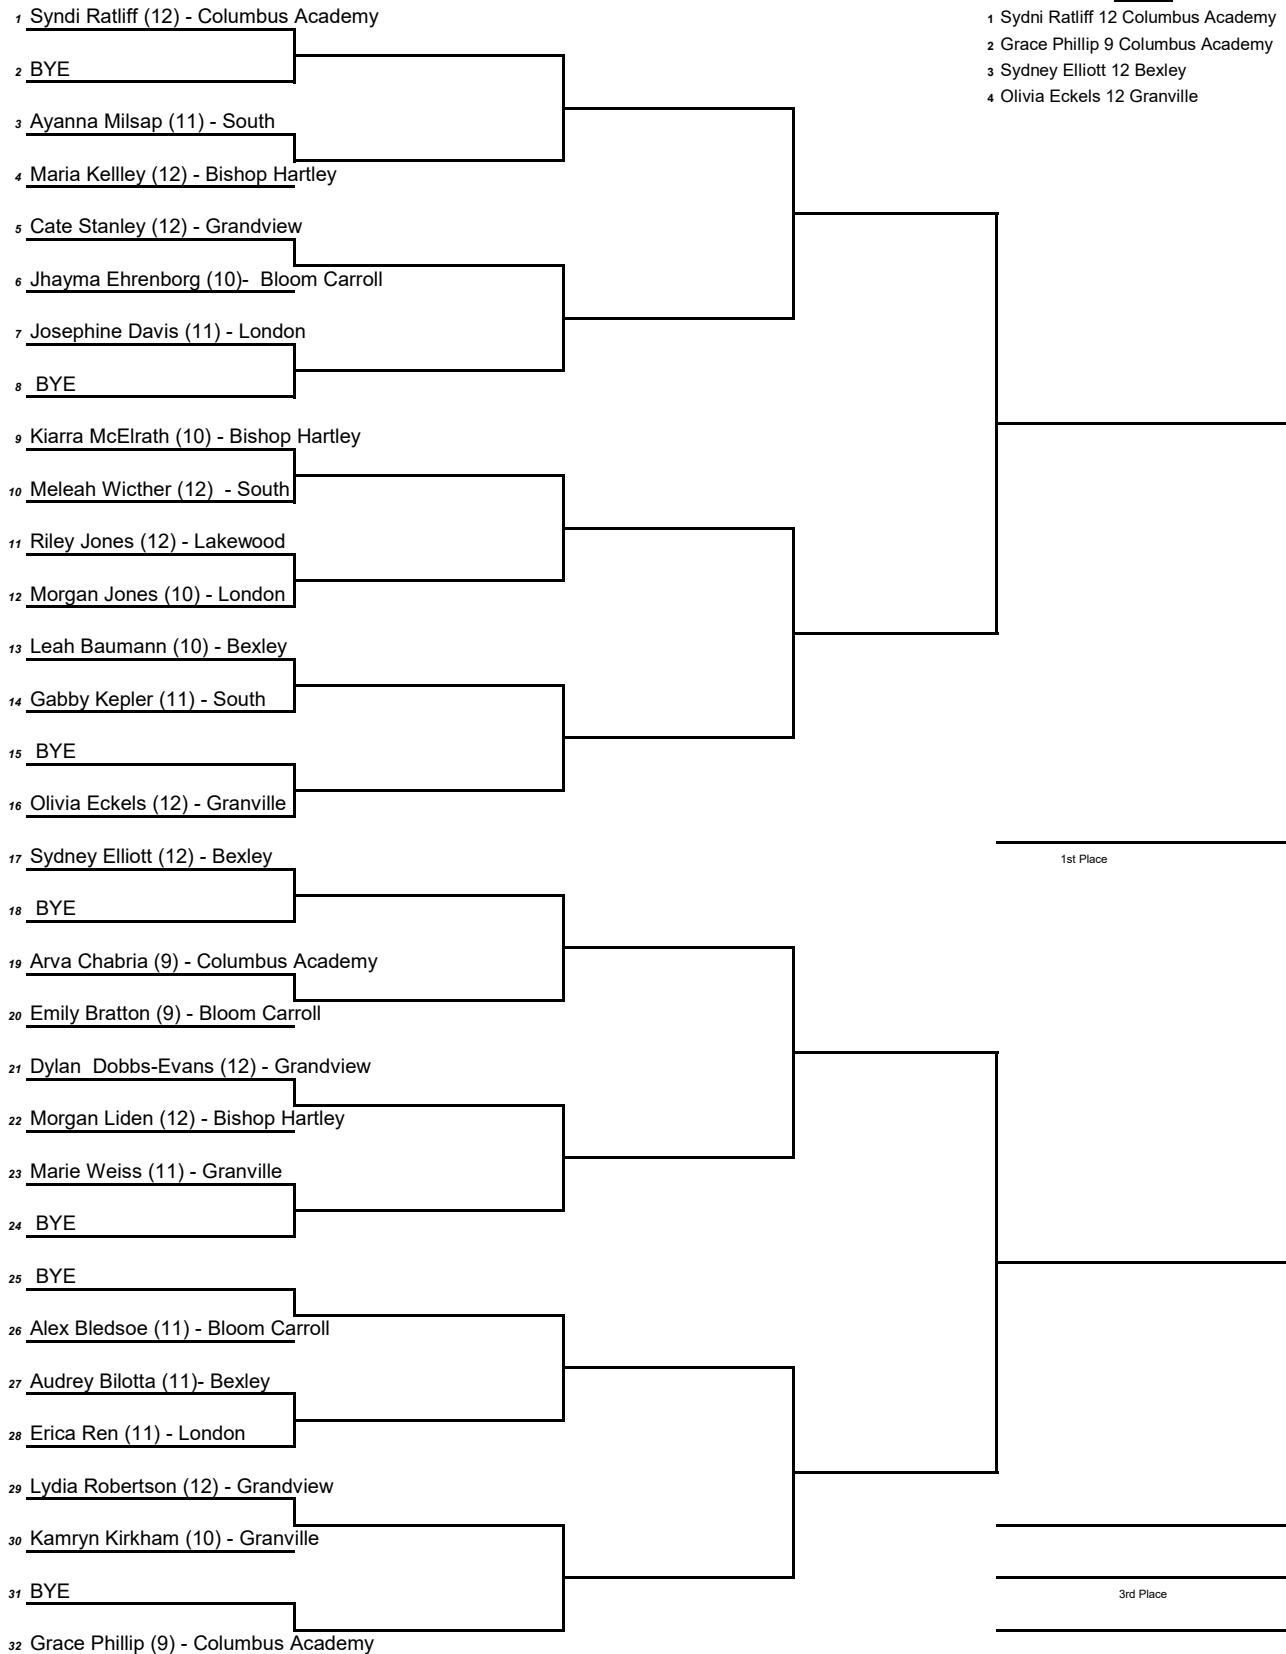 1 Syndi Ratliff (12) - Columbus Academy
2 BYE
3 Ayanna Milsap (11) - South
4 Maria Kellley (12) - Bishop Hartley
5 Cate Stanley (12) - Grandview
6 Jhayma Ehrenborg (10)-  Bloom Carroll
7 Josephine Davis (11) - London
8 BYE
9 Kiarra McElrath (10) - Bishop Hartley
10 Meleah Wicther (12)  - South
11 Riley Jones (12) - Lakewood
12 Morgan Jones (10) - London
13 Leah Baumann (10) - Bexley
14 Gabby Kepler (11) - South
15 BYE
16 Olivia Eckels (12) - Granville
17 Sydney Elliott (12) - Bexley
18 BYE
19 Arva Chabria (9) - Columbus Academy
20 Emily Bratton (9) - Bloom Carroll
21 Dylan  Dobbs-Evans (12) - Grandview
22 Morgan Liden (12) - Bishop Hartley
23 Marie Weiss (11) - Granville
24 BYE
25 BYE
26 Alex Bledsoe (11) - Bloom Carroll
27 Audrey Bilotta (11)- Bexley
28 Erica Ren (11) - London
29 Lydia Robertson (12) - Grandview
30 Kamryn Kirkham (10) - Granville
31 BYE
32 Grace Phillip (9) - Columbus Academy
1 Sydni Ratliff 12 Columbus Academy
2 Grace Phillip 9 Columbus Academy
3 Sydney Elliott 12 Bexley
4 Olivia Eckels 12 Granville
1st Place
3rd Place